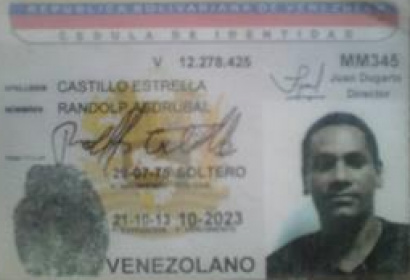 REPUBLICA BOLIVARIANA DE VENEZUELA
CEDULA DE IDENTIDAD
V 12.278.425
MM345
Juan Dugarte
Director
APELLIDOS CASTILLO ESTRELLA
NOMBRES RANDOLP ASDRUBAL
29-07-75 SOLTERO
21-10-13 10-2023
VENEZOLANO